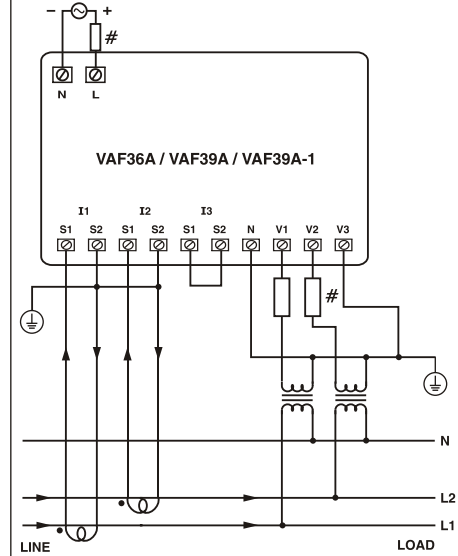 − +
#
N L
VAF36A / VAF39A / VAF39A-1
I1 I2 I3
S1 S2 S1 S2 S1 S2 N V1 V2 V3
#
N
L2
L1
LINE LOAD